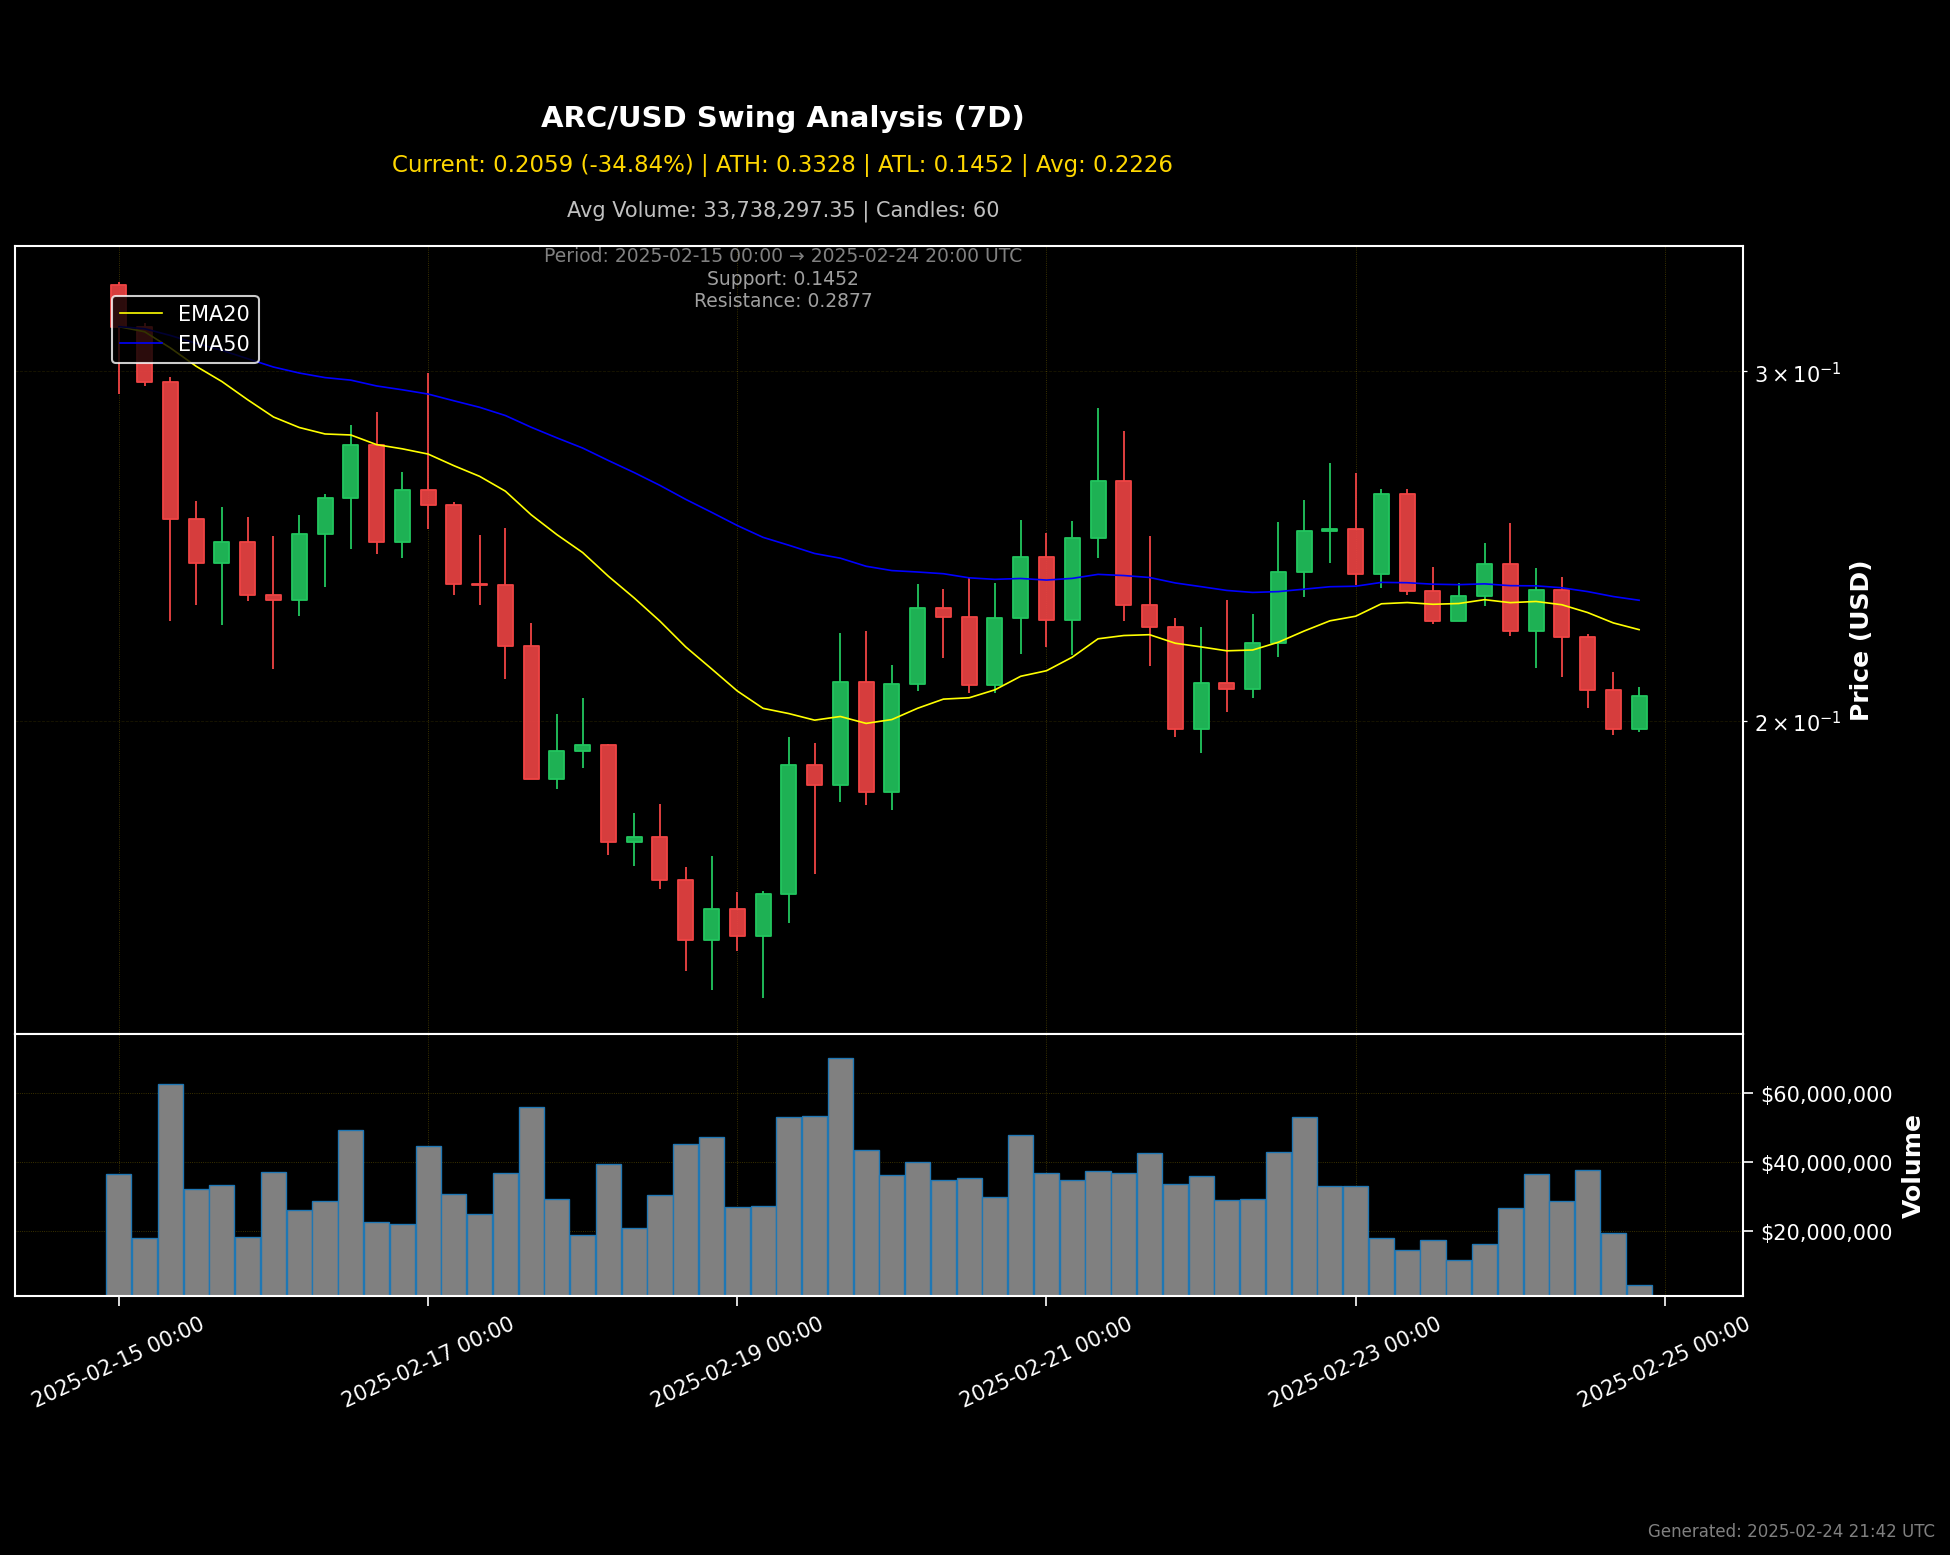 ARC/USD Swing Analysis (7D)
Current: 0.2059 (-34.84%) | ATH: 0.3328 | ATL: 0.1452 | Avg: 0.2226
Avg Volume: 33,738,297.35 | Candles: 60
Period: 2025-02-15 00:00 → 2025-02-24 20:00 UTC
Support: 0.1452
Resistance: 0.2877
EMA20
EMA50
3 × 10⁻¹
2 × 10⁻¹
Price (USD)
$60,000,000
$40,000,000
$20,000,000
Volume
2025-02-15 00:00
2025-02-17 00:00
2025-02-19 00:00
2025-02-21 00:00
2025-02-23 00:00
2025-02-25 00:00
Generated: 2025-02-24 21:42 UTC